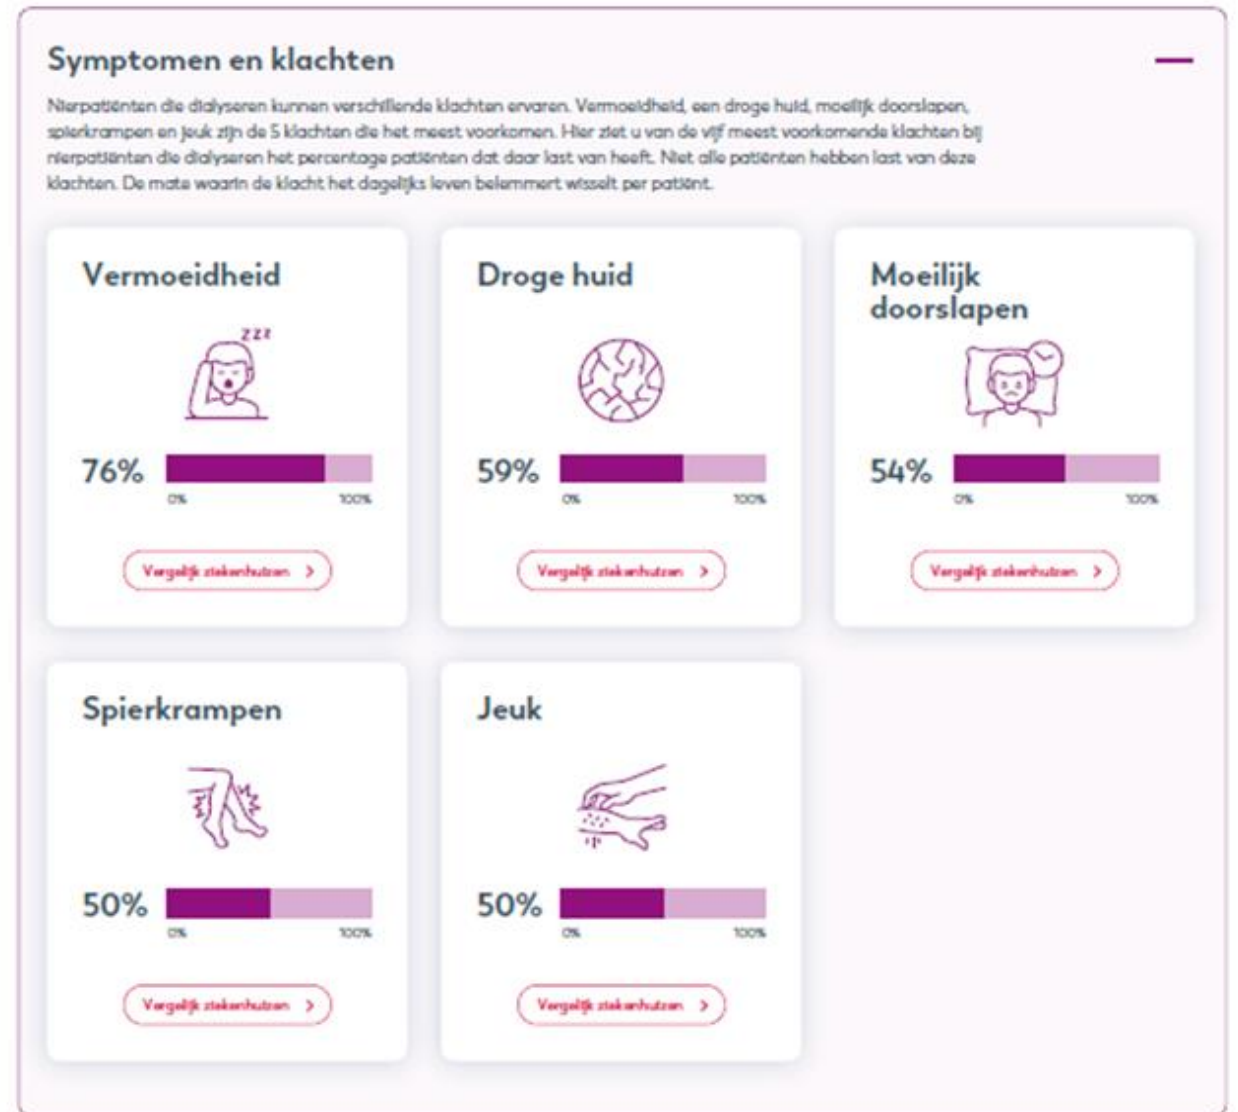 Symptomen en klachten
Nierpatiënten die dialyseren kunnen verschillende klachten ervaren. Vermoeidheid, een droge huid, moeilijk doorslapen,
spierkrampen en jeuk zijn de 5 klachten die het meest voorkomen. Hier ziet u van de vijf meest voorkomende klachten bij
nierpatiënten die dialyseren het percentage patiënten dat daar last van heeft. Niet alle patiënten hebben last van deze
klachten. De mate waarin de klacht het dagelijks leven belemmert wisselt per patiënt.
Vermoeidheid
zzz
76%
0% 100%
Vergelijk ziekenhuizen >
Droge huid
59%
0% 100%
Vergelijk ziekenhuizen >
Moeilijk
doorslapen
54%
0% 100%
Vergelijk ziekenhuizen >
Spierkrampen
50%
0% 100%
Vergelijk ziekenhuizen >
Jeuk
50%
0% 100%
Vergelijk ziekenhuizen >